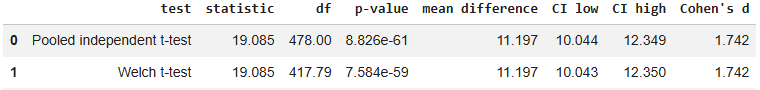 test statistic df p-value mean difference CI low CI high Cohen's d
0 Pooled independent t-test 19.085 478.00 8.826e-61 11.197 10.044 12.349 1.742
1 Welch t-test 19.085 417.79 7.584e-59 11.197 10.043 12.350 1.742